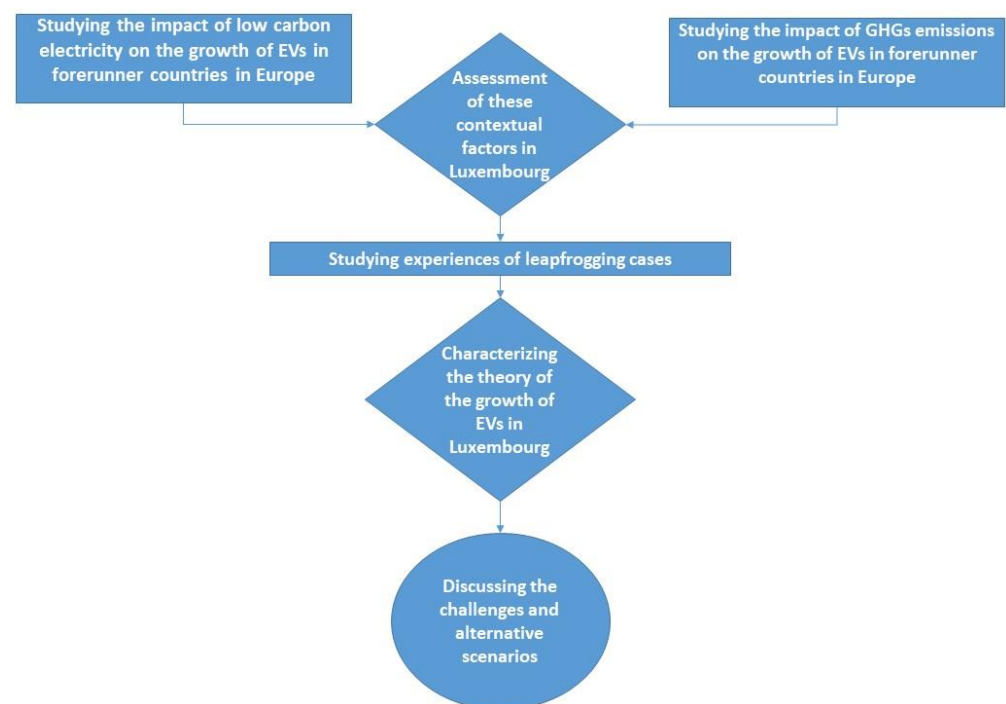 Studying the impact of low carbon
electricity on the growth of EVs in
forerunner countries in Europe
Studying the impact of GHGs emissions
on the growth of EVs in forerunner
countries in Europe
Assessment
of these
contextual
factors in
Luxembourg
Studying experiences of leapfrogging cases
Characterizing
the theory of
the growth of
EVs in
Luxembourg
Discussing the
challenges and
alternative
scenarios